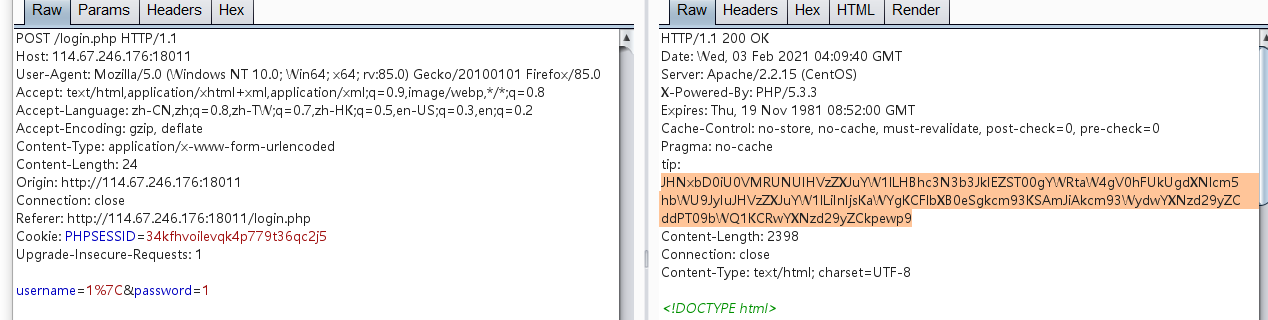 Raw Params Headers Hex
POST /login.php HTTP/1.1
Host: 114.67.246.176:18011
User-Agent: Mozilla/5.0 (Windows NT 10.0; Win64; x64; rv:85.0) Gecko/20100101 Firefox/85.0
Accept: text/html,application/xhtml+xml,application/xml;q=0.9,image/webp,*/*;q=0.8
Accept-Language: zh-CN,zh;q=0.8,zh-TW;q=0.7,zh-HK;q=0.5,en-US;q=0.3,en;q=0.2
Accept-Encoding: gzip, deflate
Content-Type: application/x-www-form-urlencoded
Content-Length: 24
Origin: http://114.67.246.176:18011
Connection: close
Referer: http://114.67.246.176:18011/login.php
Cookie: PHPSESSID=34kfhvoilevqk4p779t36qc2j5
Upgrade-Insecure-Requests: 1
username=1%7C&password=1
Raw Headers Hex HTML Render
HTTP/1.1 200 OK
Date: Wed, 03 Feb 2021 04:09:40 GMT
Server: Apache/2.2.15 (CentOS)
X-Powered-By: PHP/5.3.3
Expires: Thu, 19 Nov 1981 08:52:00 GMT
Cache-Control: no-store, no-cache, must-revalidate, post-check=0, pre-check=0
Pragma: no-cache
tip:
JHNxbD0iU0VMRUNUIHVzZXJuYW1lLHBhc3N3b3JkIEZST00gYWRtaW4gV0hFUkUgdXNlcm5
hbWU9JyIuJHVzZXJuYW1lLiInIjsKaWYgKCFlbXB0eSgkcm93KSAmJiAkcm93WydwYXNzd29yZC
ddPT09bWQ1KCRwYXNzd29yZCkpewp9
Content-Length: 2398
Connection: close
Content-Type: text/html; charset=UTF-8
<!DOCTYPE html>